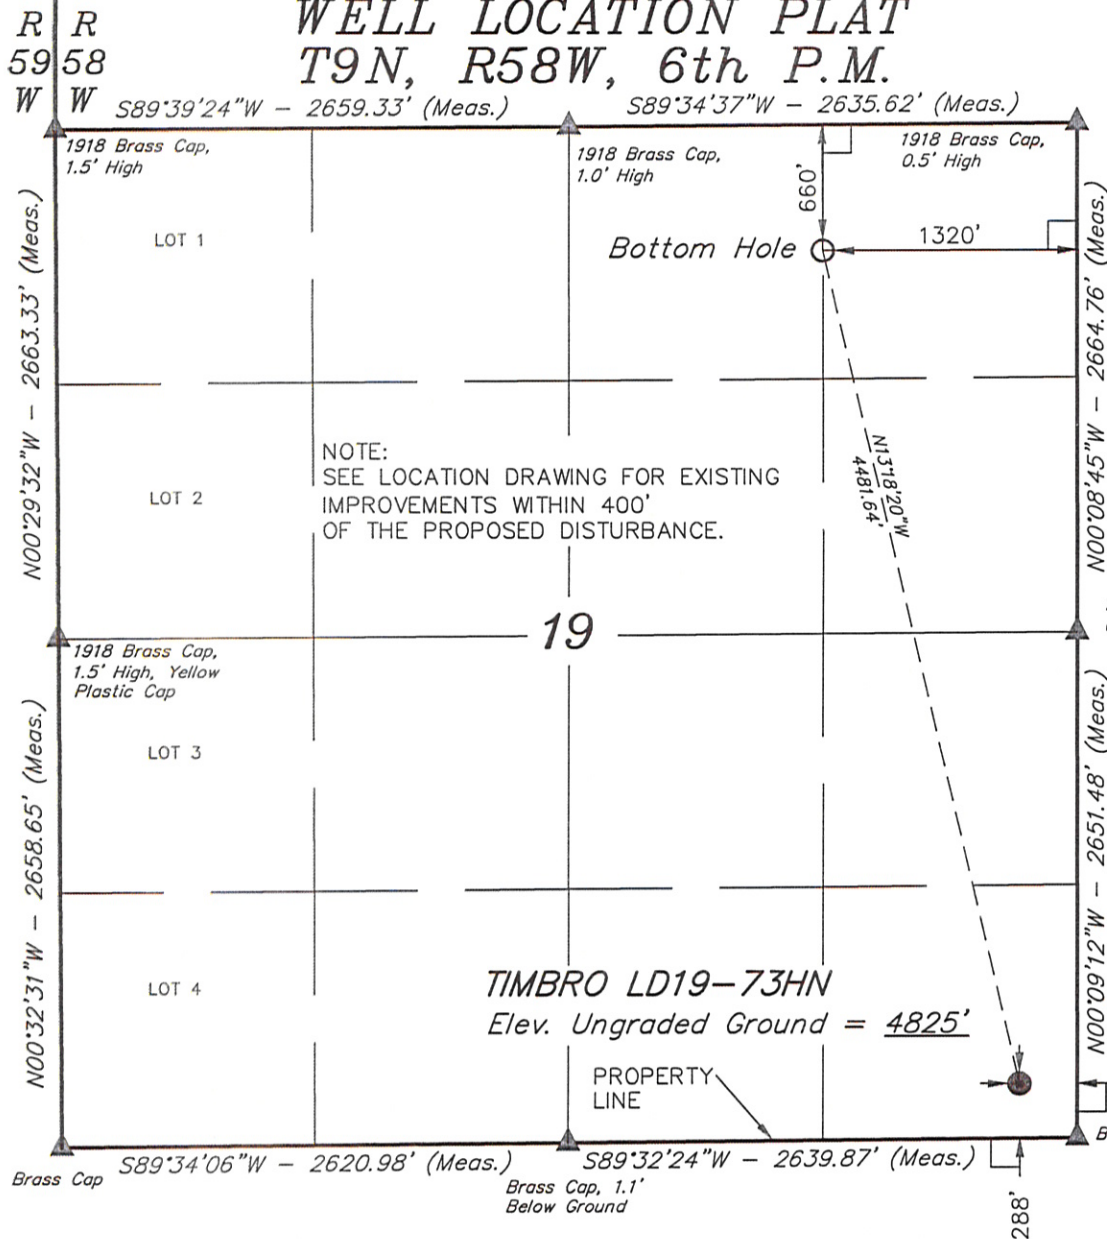 WELL LOCATION PLAT
T9N, R58W, 6th P.M.
R R
59 58
W W
S89°39'24"W – 2659.33' (Meas.)
S89°34'37"W – 2635.62' (Meas.)
1918 Brass Cap,
1.5' High
1918 Brass Cap,
1.0' High
1918 Brass Cap,
0.5' High
660'
1320'
Bottom Hole
LOT 1
N00°29'32"W – 2663.33' (Meas.)
N00°08'45"W – 2664.76' (Meas.)
N13°18'20"W
4481.64'
NOTE:
SEE LOCATION DRAWING FOR EXISTING
IMPROVEMENTS WITHIN 400'
OF THE PROPOSED DISTURBANCE.
LOT 2
19
1918 Brass Cap,
1.5' High, Yellow
Plastic Cap
LOT 3
N00°32'31"W – 2658.65' (Meas.)
N00°09'12"W – 2651.48' (Meas.)
LOT 4
TIMBRO LD19–73HN
Elev. Ungraded Ground = 4825'
PROPERTY
LINE
S89°34'06"W – 2620.98' (Meas.)
S89°32'24"W – 2639.87' (Meas.)
Brass Cap
Brass Cap, 1.1'
Below Ground
288'